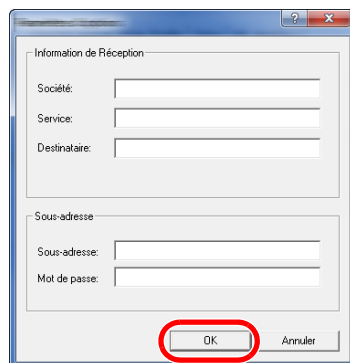 Information de Réception
Société:
Service:
Destinataire:
Sous-adresse
Sous-adresse:
Mot de passe:
OK
Annuler